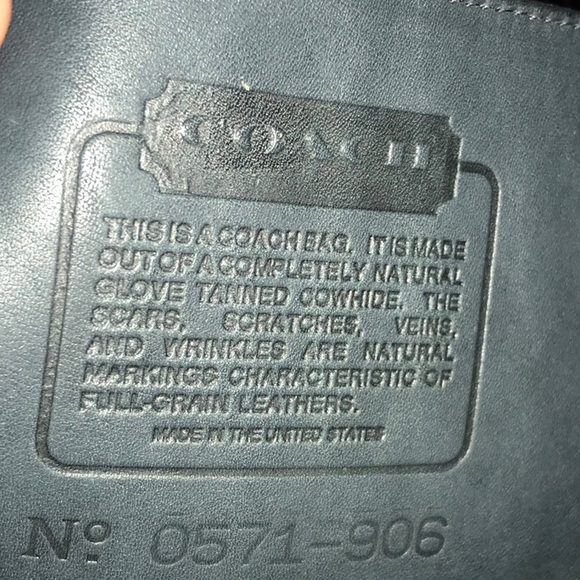 COACH
THIS IS A COACH BAG. IT IS MADE
OUT OF A COMPLETELY NATURAL
GLOVE TANNED COWHIDE. THE
SCARS, SCRATCHES, VEINS,
AND WRINKLES ARE NATURAL
MARKINGS CHARACTERISTIC OF
FULL-GRAIN LEATHERS.
MADE IN THE UNITED STATES
Nº 0571-906